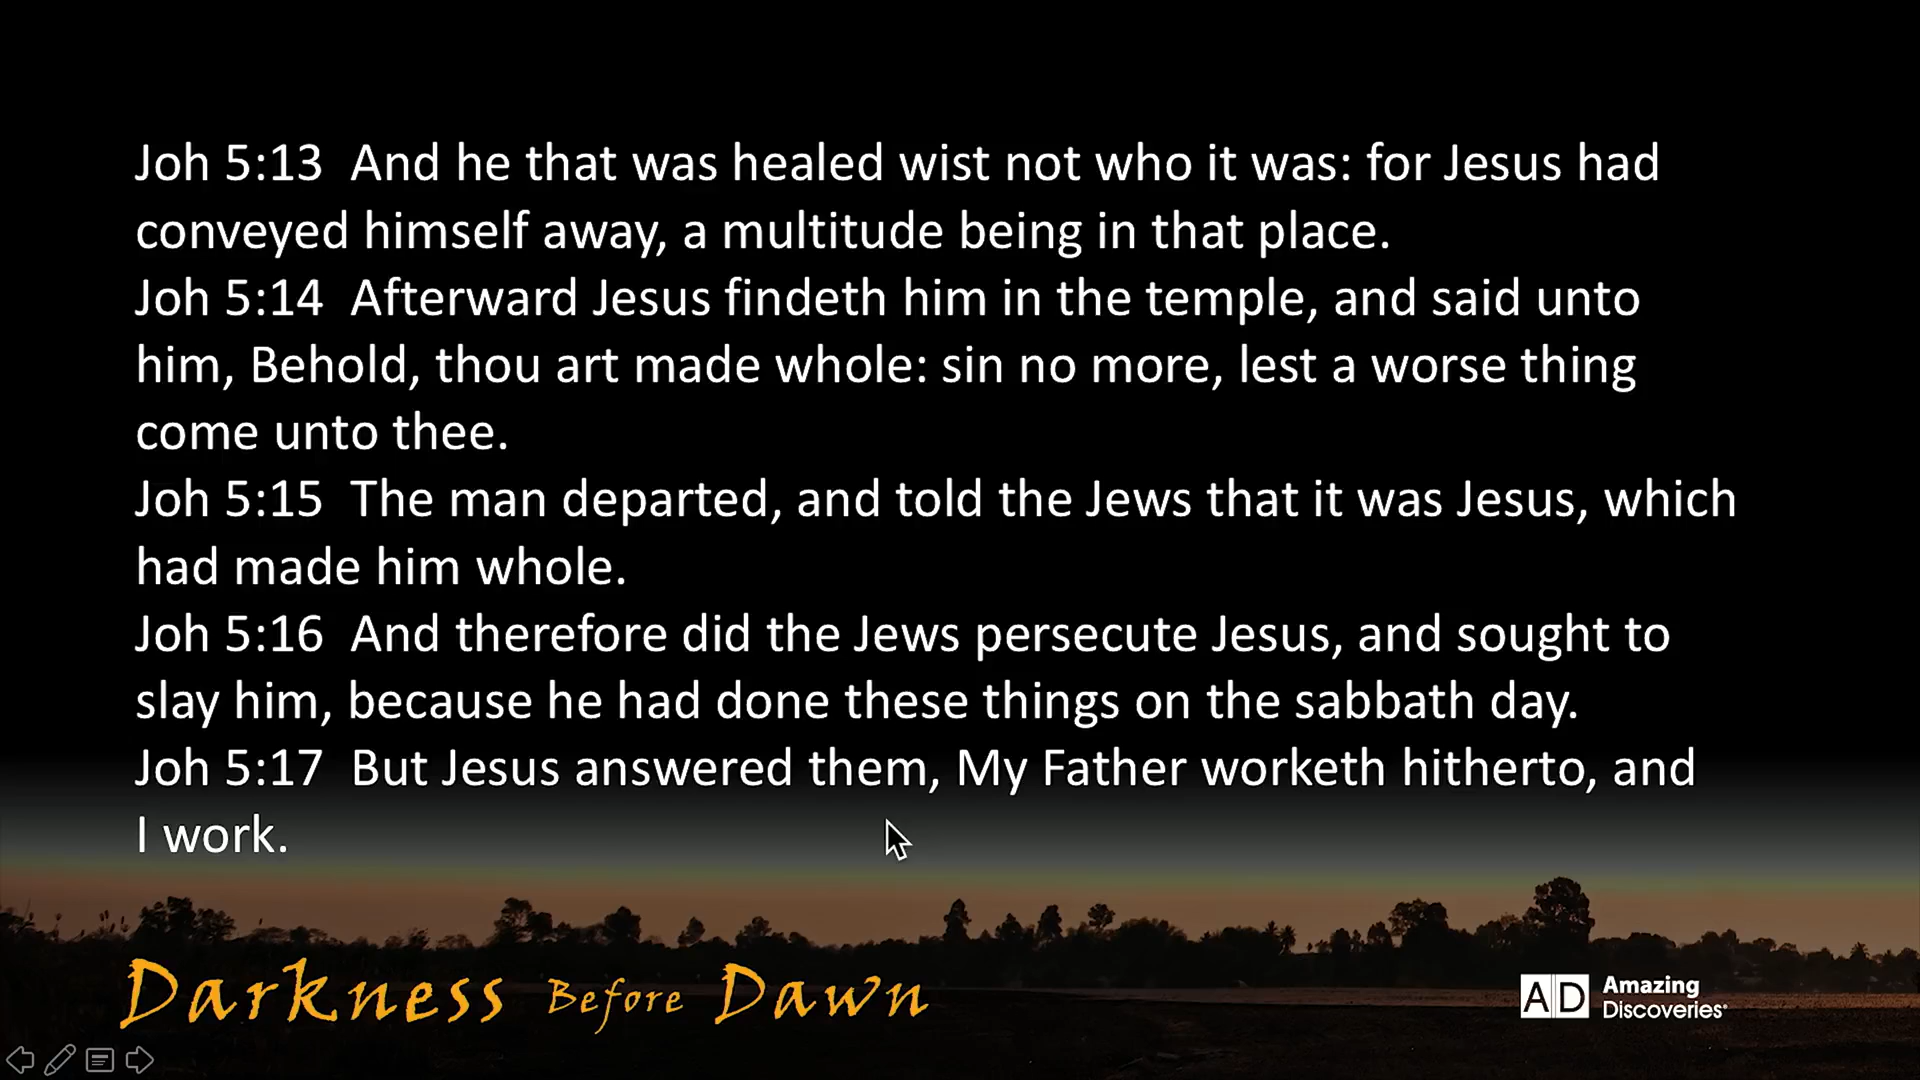 Joh 5:13  And he that was healed wist not who it was: for Jesus had
conveyed himself away, a multitude being in that place.
Joh 5:14  Afterward Jesus findeth him in the temple, and said unto
him, Behold, thou art made whole: sin no more, lest a worse thing
come unto thee.
Joh 5:15  The man departed, and told the Jews that it was Jesus, which
had made him whole.
Joh 5:16  And therefore did the Jews persecute Jesus, and sought to
slay him, because he had done these things on the sabbath day.
Joh 5:17  But Jesus answered them, My Father worketh hitherto, and
I work.
Darkness Before Dawn
AD Amazing
Discoveries®